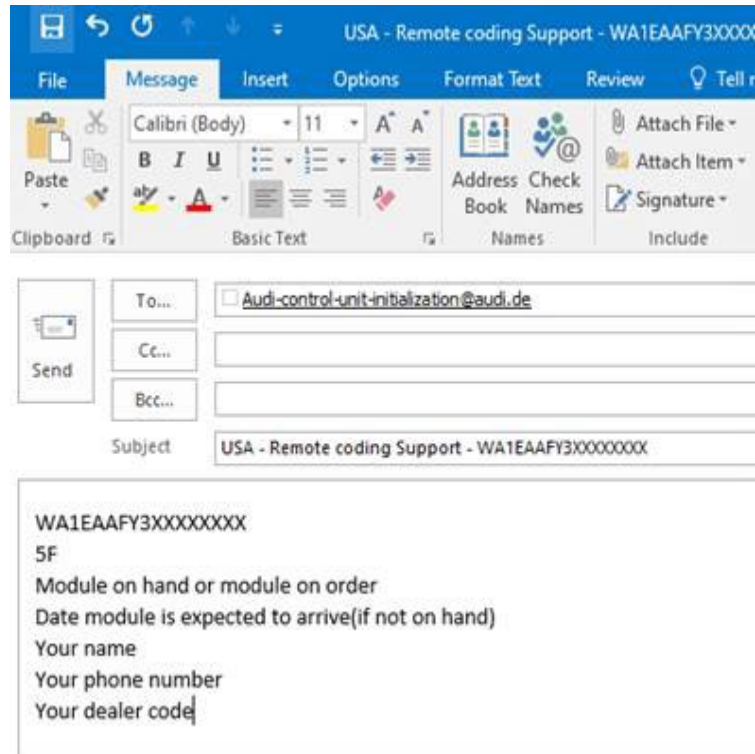 USA - Remote coding Support - WA1EAAFY3XXXX
File Message Insert Options Format Text Review Tell
Calibri (Body) 11 A A Attach File
B I U Attach Item
Paste aby A Address Check Signature
Book Names
Clipboard Basic Text Names Include
To... Audi-control-unit-initialization@audi.de
Cc...
Send
Bcc...
Subject USA - Remote coding Support - WA1EAAFY3XXXXXXXX
WA1EAAFY3XXXXXXXX
5F
Module on hand or module on order
Date module is expected to arrive(if not on hand)
Your name
Your phone number
Your dealer code